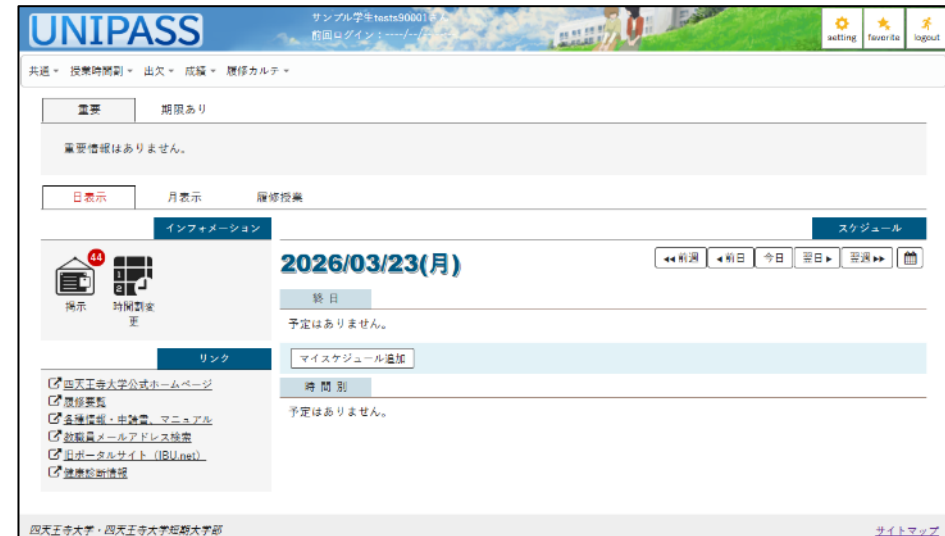 UNIPASS
サンプル学生tests90001さん
前回ログイン：----/--/--
setting favorite logout
共通 授業時間割 出欠 成績 履修カルテ
重要 期限あり
重要情報はありません。
日表示 月表示 履修授業
インフォメーション
44
掲示 時間割変更
リンク
四天王寺大学公式ホームページ
履修要覧
各種情報・申請書、マニュアル
教職員メールアドレス検索
旧ポータルサイト（IBU.net）
健康診断情報
スケジュール
2026/03/23(月)
前週 前日 今日 翌日 翌週
終日
予定はありません。
マイスケジュール追加
時間別
予定はありません。
四天王寺大学・四天王寺大学短期大学部
サイトマップ